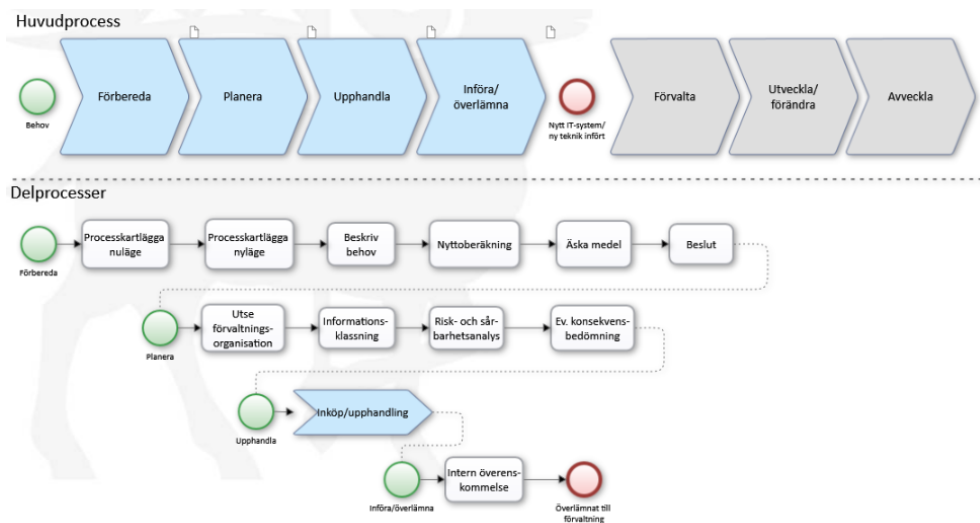 Huvudprocess
Behov
Förbereda
Planera
Upphandla
Införa/
överlämna
Nytt IT-system/
ny teknik infört
Förvalta
Utveckla/
förändra
Avveckla
Delprocesser
Förbereda
Processkartlägga
nuläge
Processkartlägga
nyläge
Beskriv
behov
Nyttoberäkning
Äska medel
Beslut
Planera
Utse
förvaltnings-
organisation
Informations-
klassning
Risk- och sår-
barhetsanalys
Ev. konsekvens-
bedömning
Upphandla
Inköp/upphandling
Införa/överlämna
Intern överens-
kommelse
Överlämnat till
förvaltning